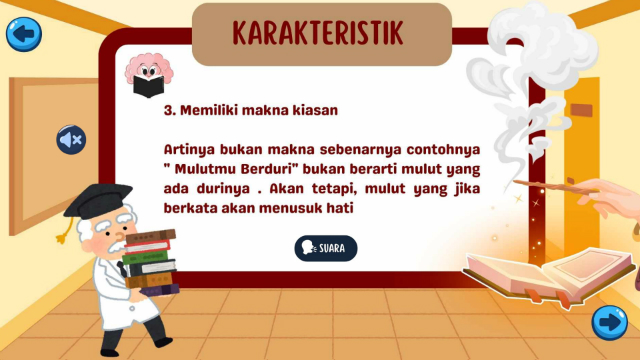 KARAKTERISTIK
3. Memiliki makna kiasan
Artinya bukan makna sebenarnya contohnya
" Mulutmu Berduri" bukan berarti mulut yang
ada durinya . Akan tetapi, mulut yang jika
berkata akan menusuk hati
SUARA